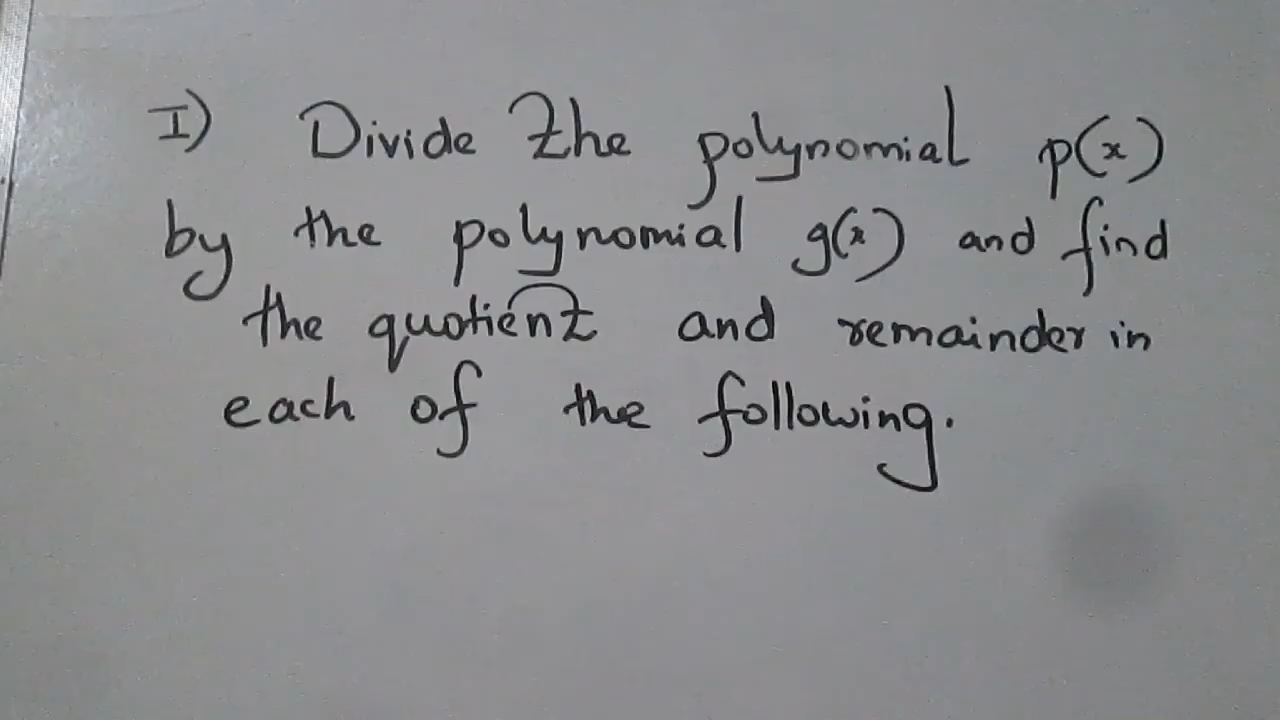 I) Divide the polynomial p(x)
by the polynomial g(x) and find
the quotient and remainder in
each of the following.